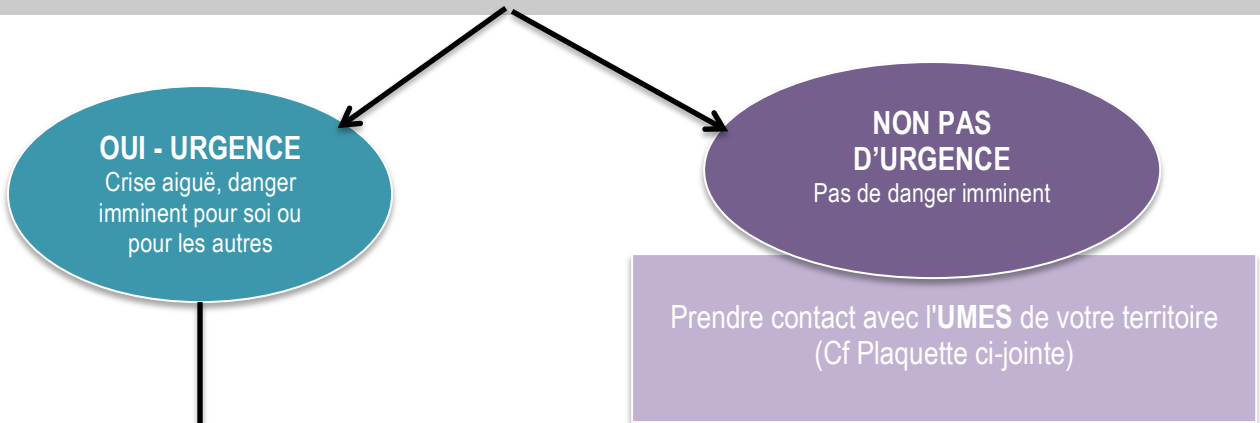 OUI - URGENCE
Crise aiguë, danger
imminent pour soi ou
pour les autres
NON PAS
D’URGENCE
Pas de danger imminent
Prendre contact avec l'UMES de votre territoire
(Cf Plaquette ci-jointe)